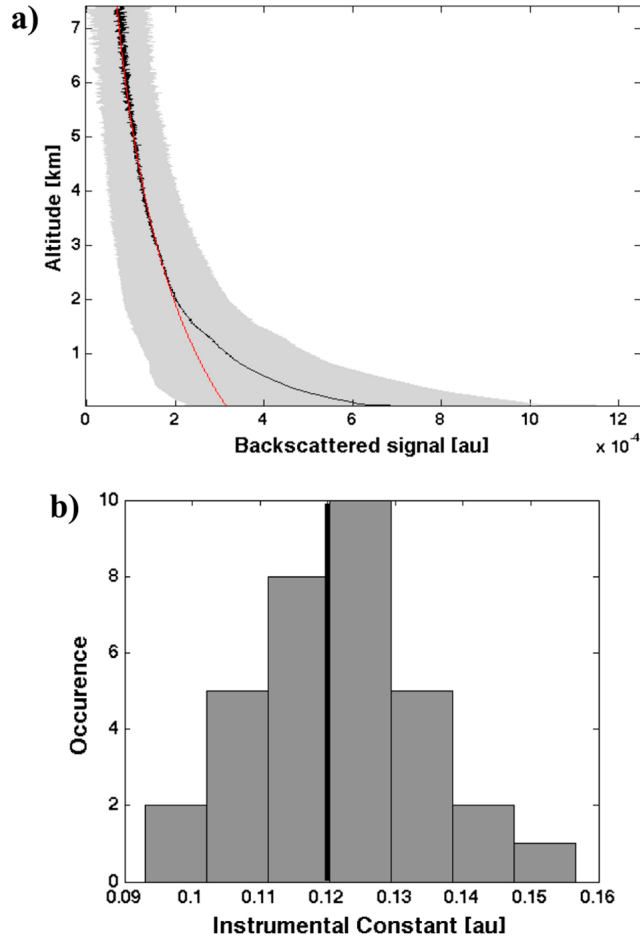 a)
7
6
5
4
3
2
1
Altitude [km]
0 2 4 6 8 10 12
Backscattered signal [au]
x 10-4
b)
10
8
6
4
2
0
Occurence
0.09 0.1 0.11 0.12 0.13 0.14 0.15 0.16
Instrumental Constant [au]